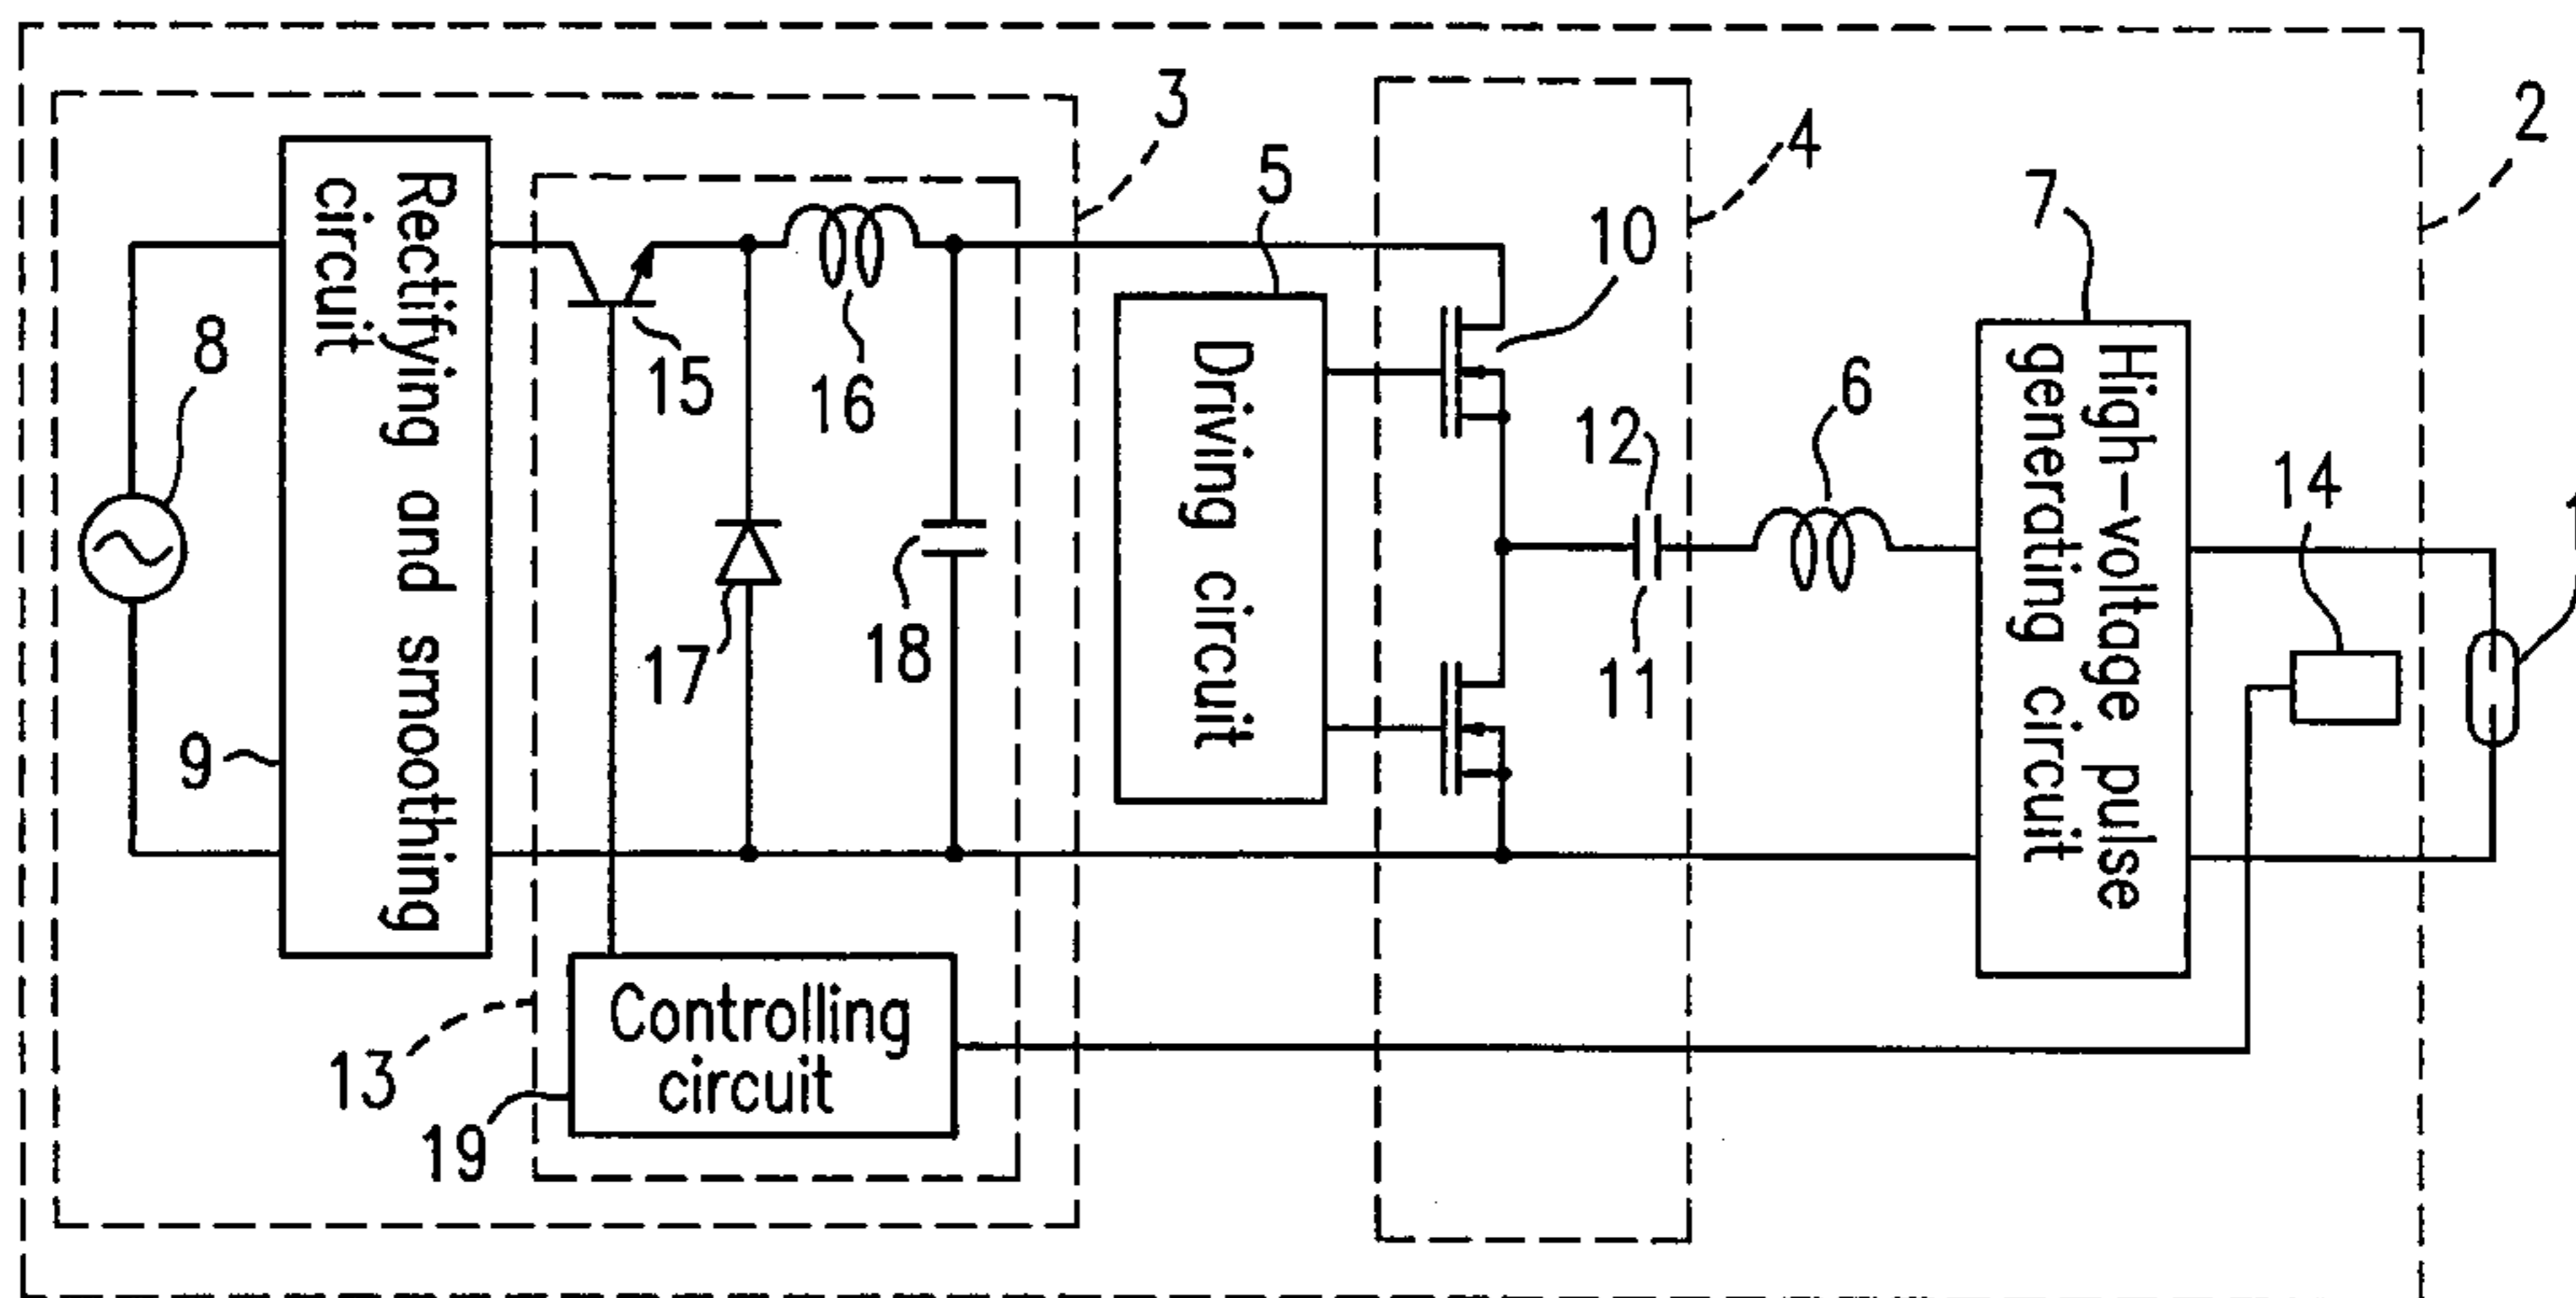 3
4
2
5
10
7
8
15
16
6
12
14
1
17
18
11
9
Rectifying and smoothing
circuit
Driving circuit
High-voltage pulse
generating circuit
Controlling
circuit
13
19